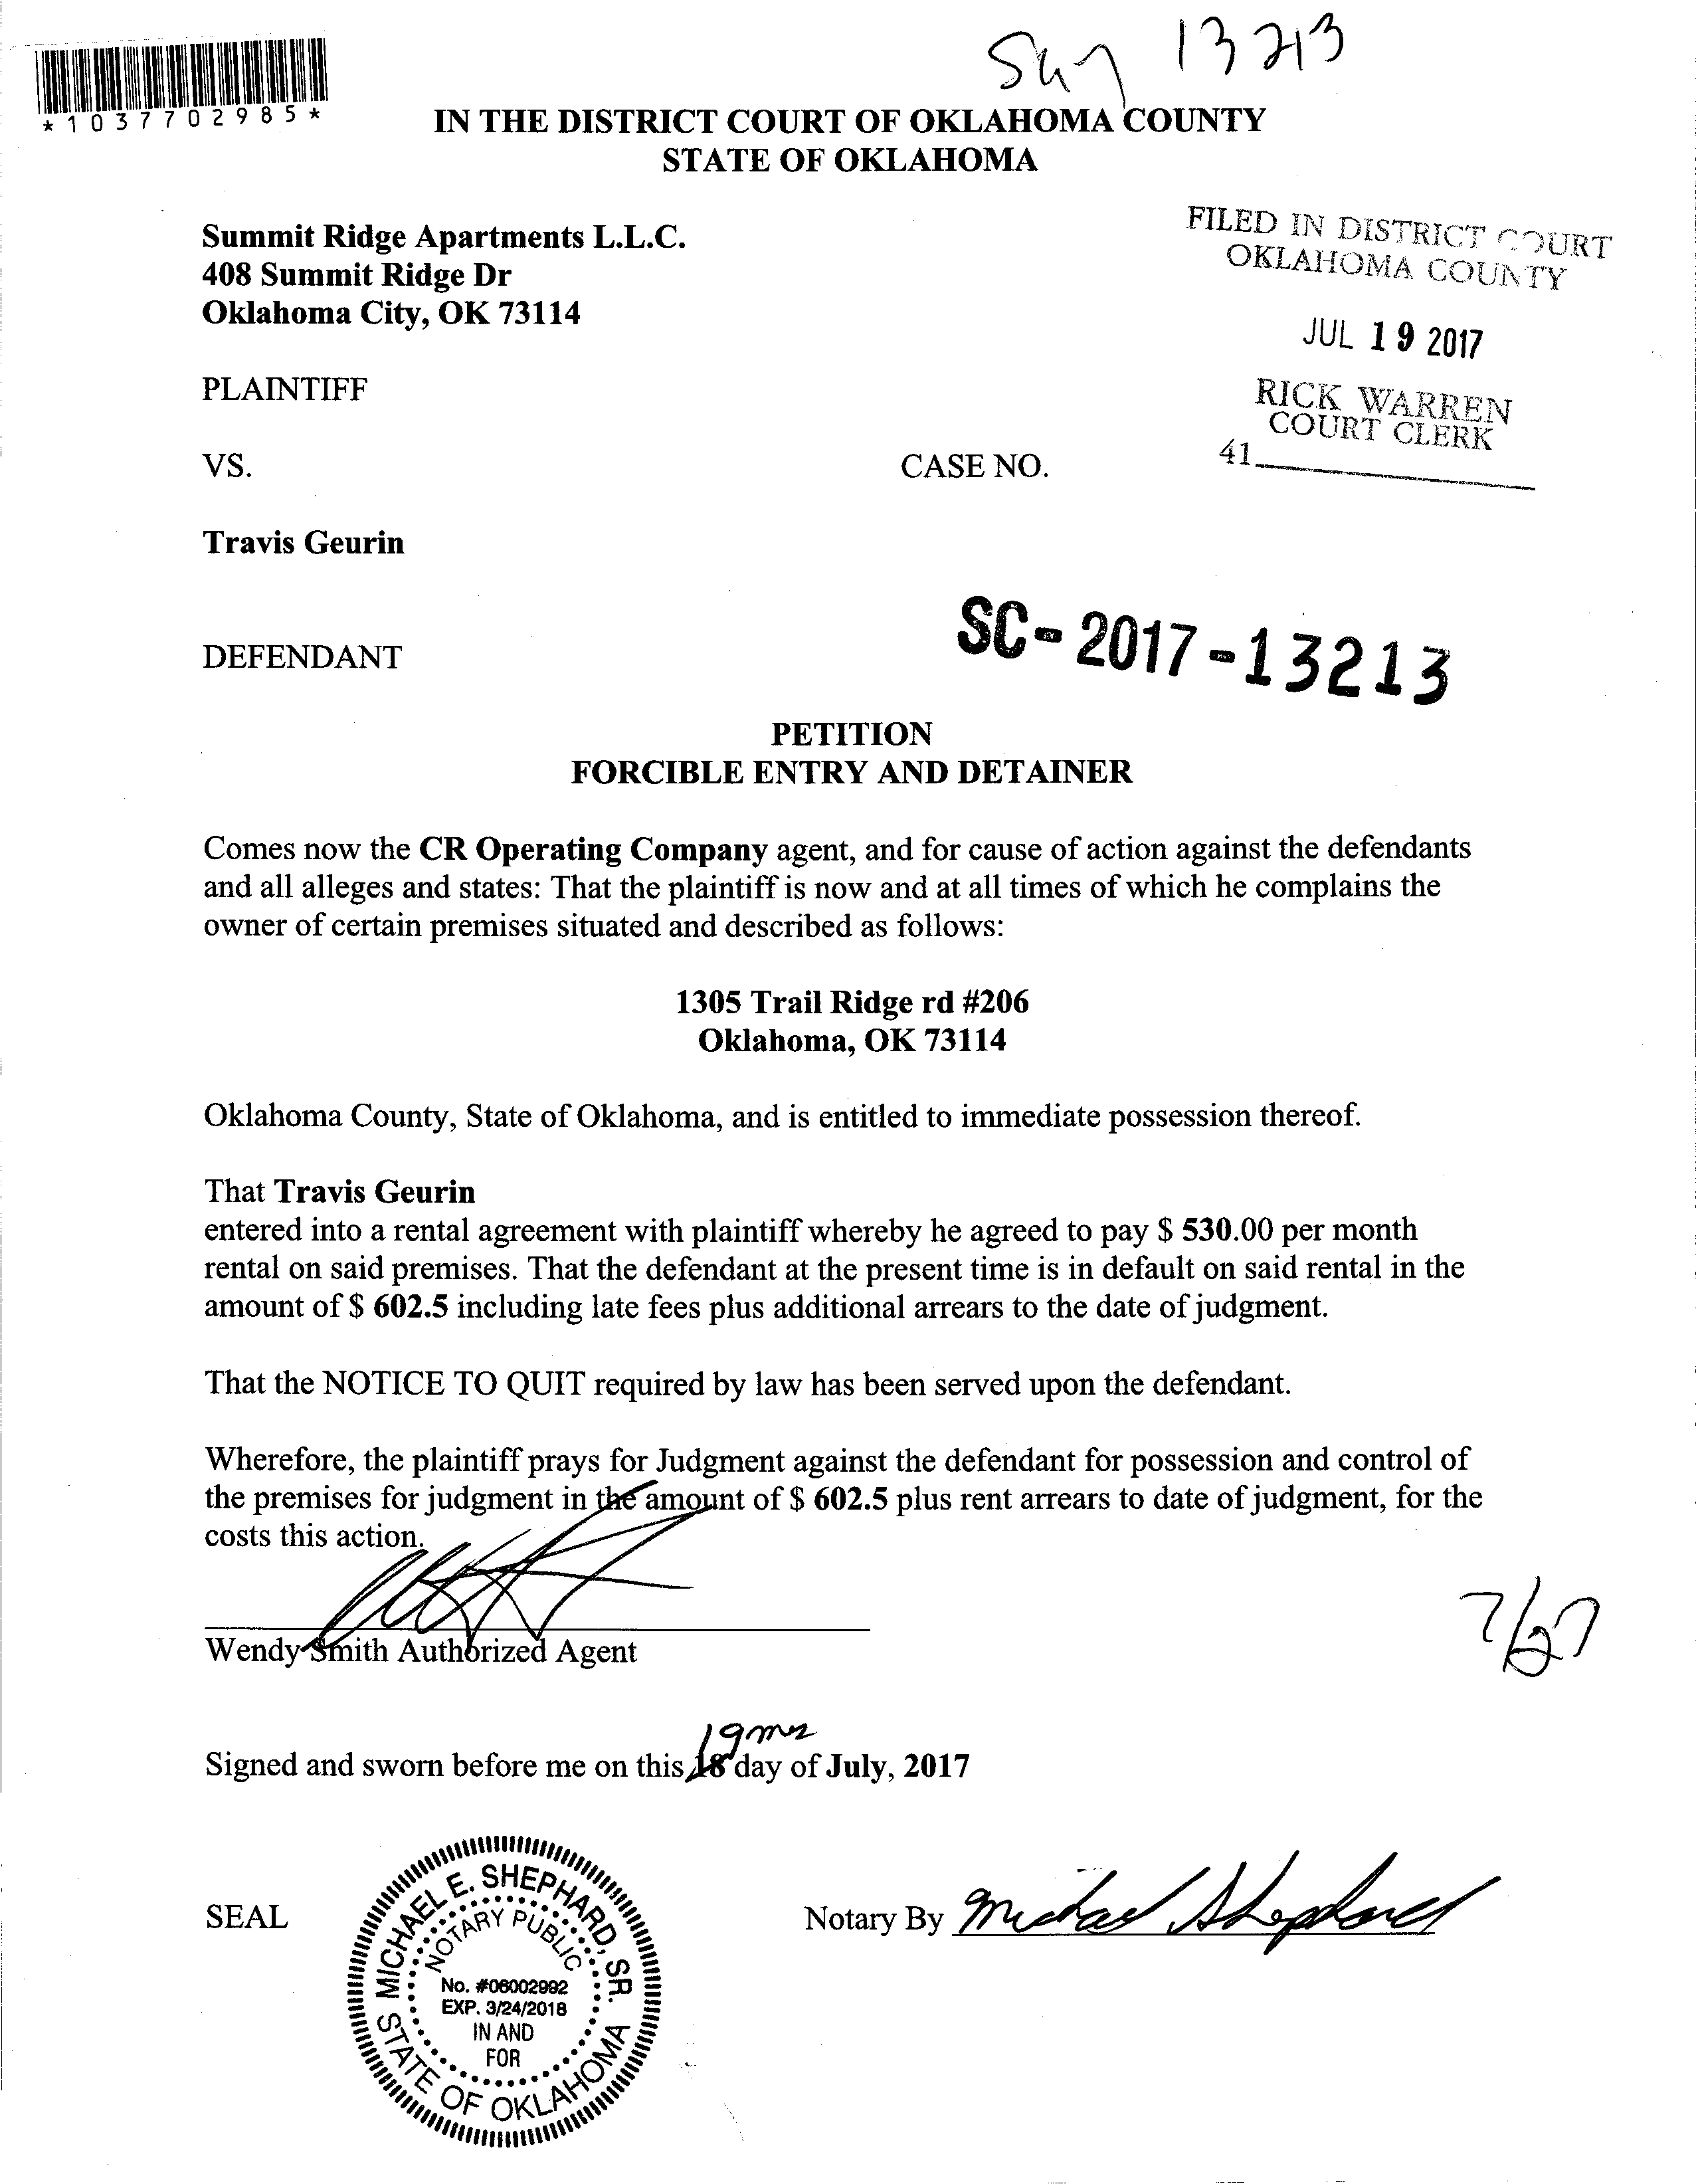 13213
*1037702985*
IN THE DISTRICT COURT OF OKLAHOMA COUNTY
STATE OF OKLAHOMA
Summit Ridge Apartments L.L.C.
408 Summit Ridge Dr
Oklahoma City, OK 73114
FILED IN DISTRICT COURT
OKLAHOMA COUNTY
JUL 19 2017
RICK WARREN
COURT CLERK
41
PLAINTIFF
VS.
CASE NO.
Travis Geurin
SC-2017-13213
DEFENDANT
PETITION
FORCIBLE ENTRY AND DETAINER
Comes now the CR Operating Company agent, and for cause of action against the defendants
and all alleges and states: That the plaintiff is now and at all times of which he complains the
owner of certain premises situated and described as follows:
1305 Trail Ridge rd #206
Oklahoma, OK 73114
Oklahoma County, State of Oklahoma, and is entitled to immediate possession thereof.
That Travis Geurin
entered into a rental agreement with plaintiff whereby he agreed to pay $ 530.00 per month
rental on said premises. That the defendant at the present time is in default on said rental in the
amount of $ 602.5 including late fees plus additional arrears to the date of judgment.
That the NOTICE TO QUIT required by law has been served upon the defendant.
Wherefore, the plaintiff prays for Judgment against the defendant for possession and control of
the premises for judgment in the amount of $ 602.5 plus rent arrears to date of judgment, for the
costs this action.
Wendy Smith Authorized Agent
7/27
19 mes
Signed and sworn before me on this 18 day of July, 2017
SEAL
MICHAEL E. SHEPHARD, SR.
NOTARY PUBLIC
No. #06002992
EXP. 3/24/2018
IN AND
FOR
STATE OF OKLAHOMA
Notary By Michael Shephard